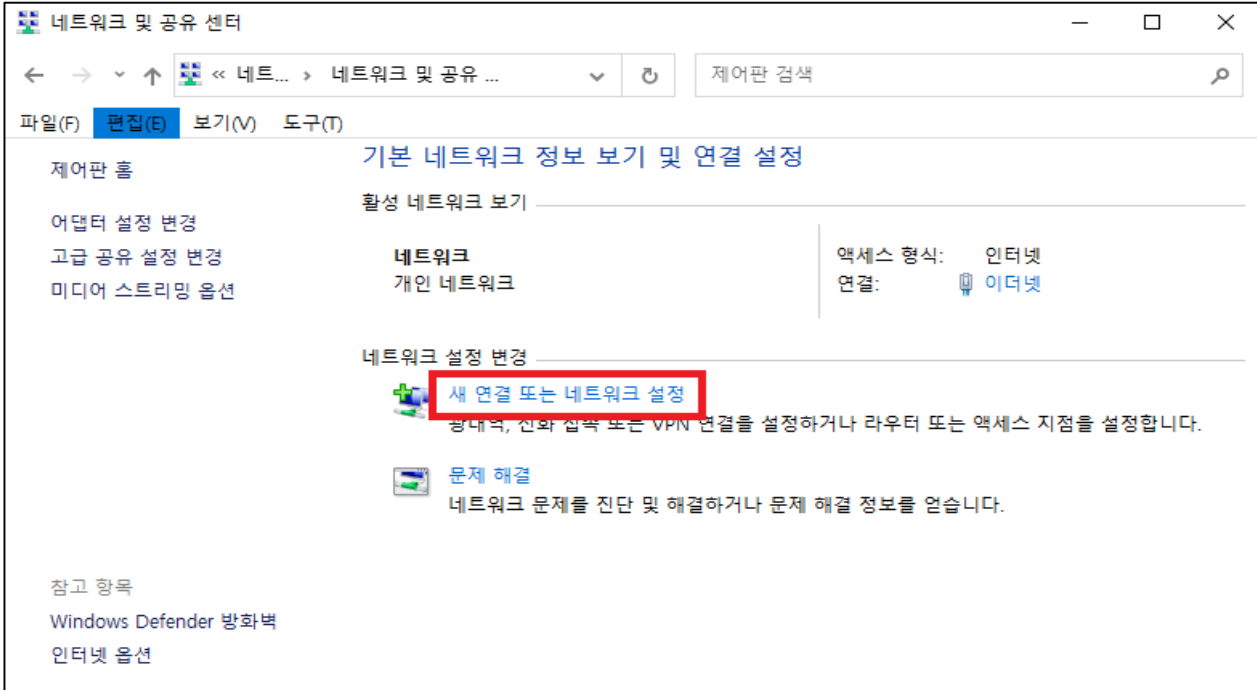 네트워크 및 공유 센터
« 네트... › 네트워크 및 공유 ...
제어판 검색
파일(F) 편집(E) 보기(V) 도구(T)
제어판 홈
어댑터 설정 변경
고급 공유 설정 변경
미디어 스트리밍 옵션
기본 네트워크 정보 보기 및 연결 설정
활성 네트워크 보기
네트워크
개인 네트워크
액세스 형식: 인터넷
연결: 이더넷
네트워크 설정 변경
새 연결 또는 네트워크 설정
광대역, 전화 접속 또는 VPN 연결을 설정하거나 라우터 또는 액세스 지점을 설정합니다.
문제 해결
네트워크 문제를 진단 및 해결하거나 문제 해결 정보를 얻습니다.
참고 항목
Windows Defender 방화벽
인터넷 옵션